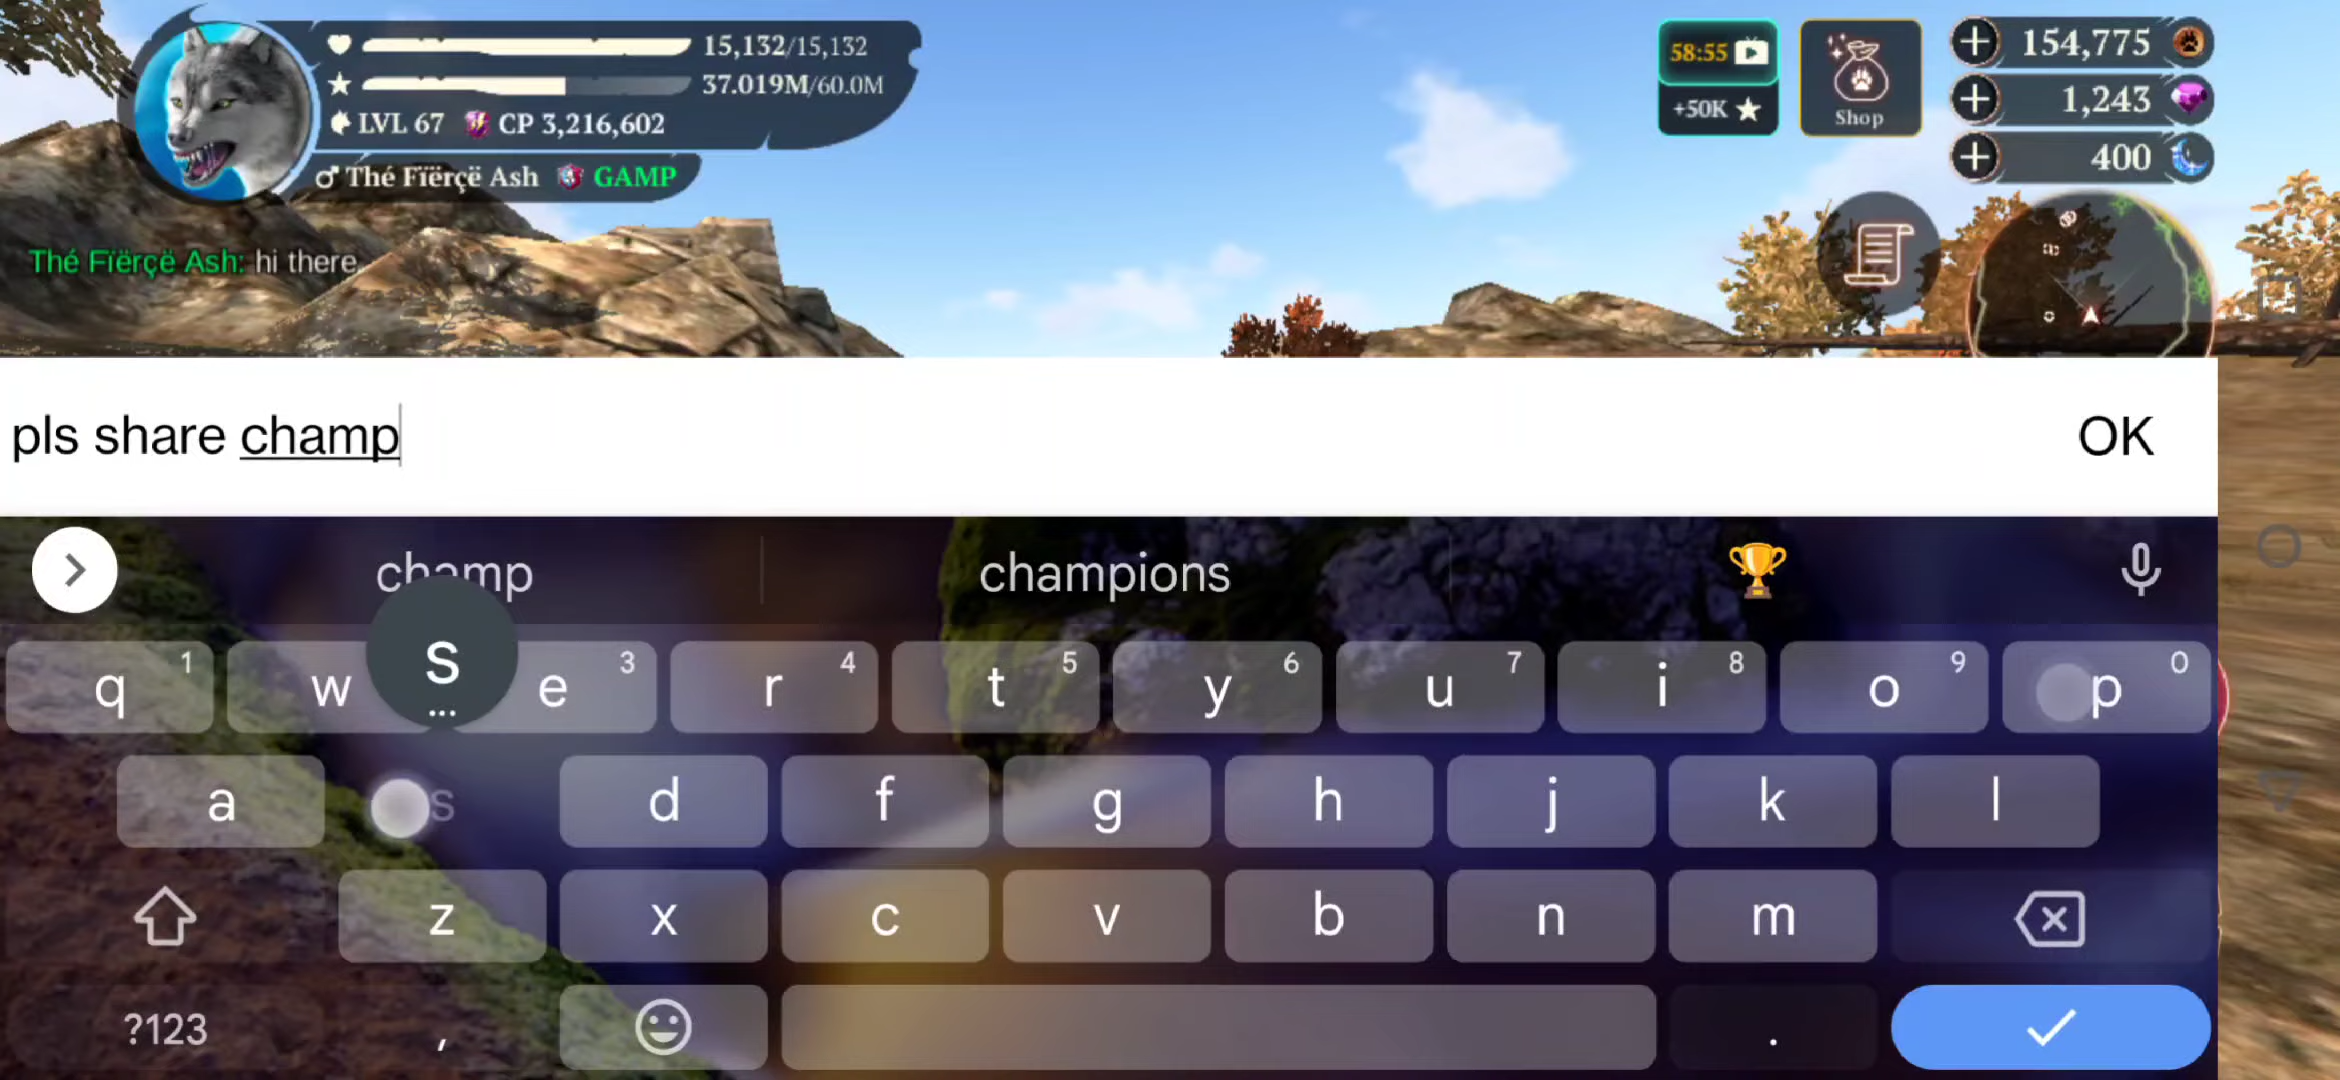 15,132/15,132
37.019M/60.0M
LVL 67 CP 3,216,602
Thé Fïërçë Ash GAMP
58:55
+50K
Shop
154,775
1,243
400
Thé Fïërçë Ash: hi there
pls share champ
OK
champ champions
s
...
q 1 w e 3 r 4 t 5 y 6 u 7 i 8 o 9 p 0
a s d f g h j k l
z x c v b n m
?123 , .